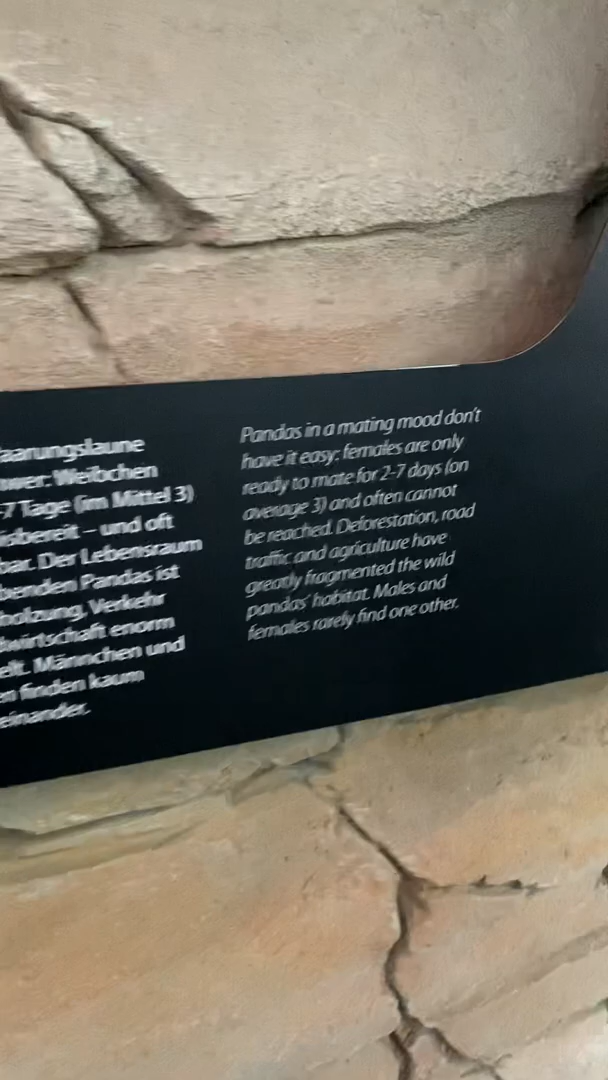 Paarungslaune
Weibchen
-7 Tage (im Mittel 3)
– und oft
Der Lebensraum
Pandas ist
Verkehr
enorm
Männchen und
finden kaum
einander.
Pandas in a mating mood don't
have it easy: females are only
ready to mate for 2-7 days (on
average 3) and often cannot
be reached. Deforestation, road
traffic and agriculture have
greatly fragmented the wild
pandas' habitat. Males and
females rarely find one other.